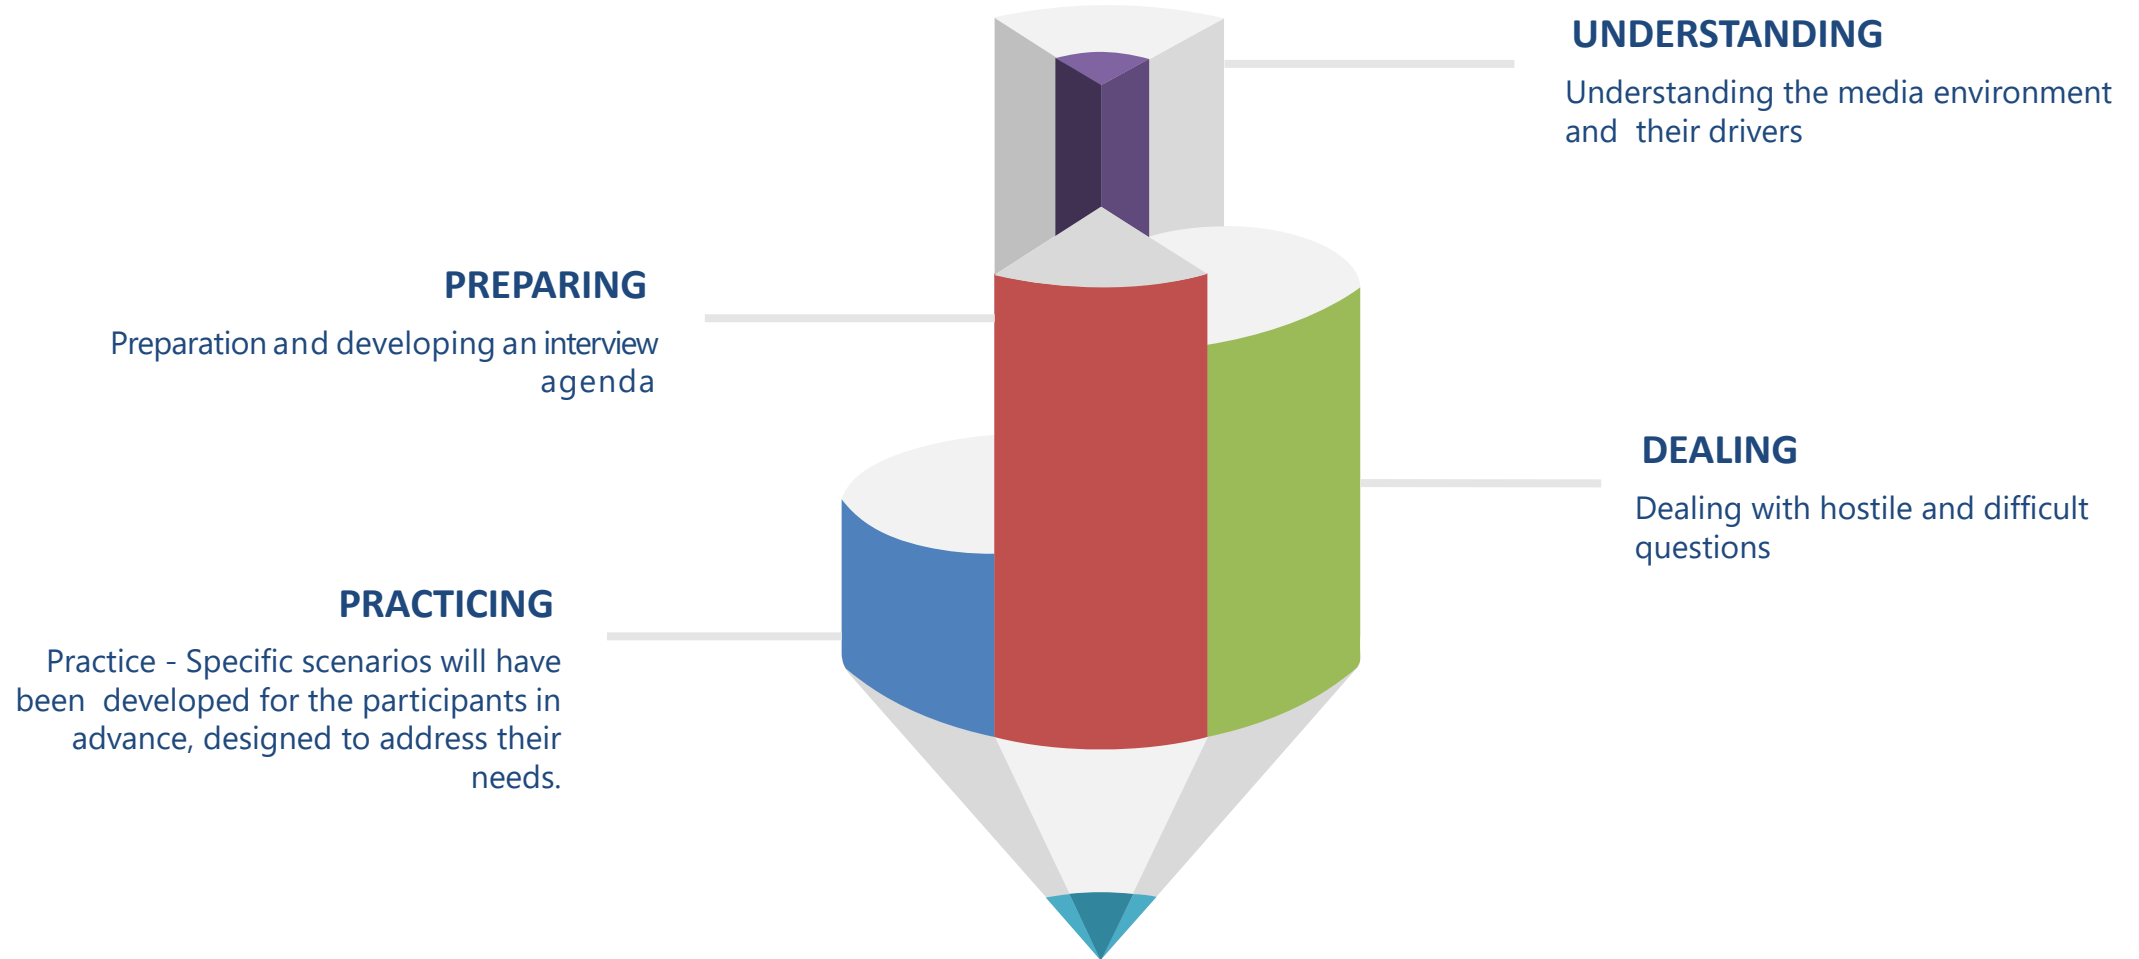 UNDERSTANDING
Understanding the media environment
and their drivers
PREPARING
Preparation and developing an interview
agenda
DEALING
Dealing with hostile and difficult
questions
PRACTICING
Practice - Specific scenarios will have
been developed for the participants in
advance, designed to address their
needs.